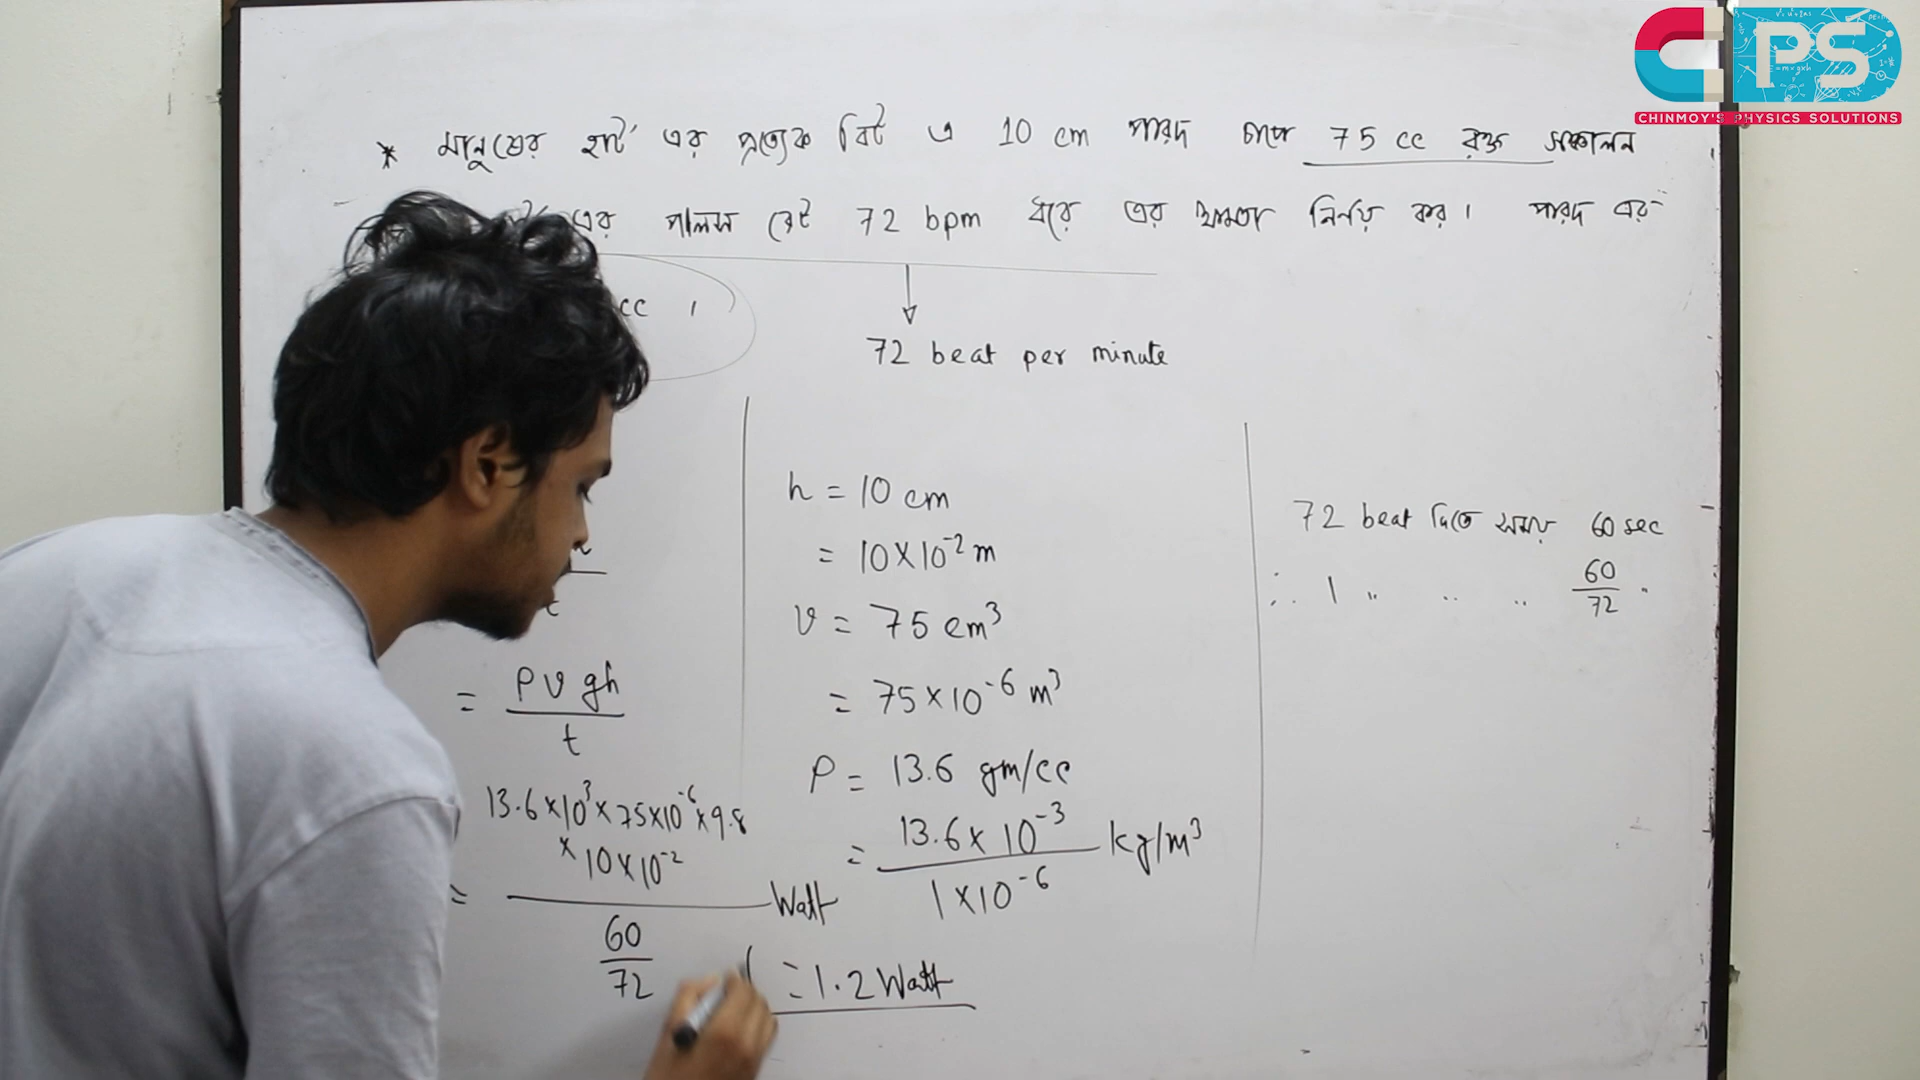 CPS
CHINMOY'S PHYSICS SOLUTIONS
* মানুষের হার্ট এর প্রত্যেক বিট এ 10 cm পারদ চাপে 75 cc রক্ত সঞ্চালন
এর পালস রেট 72 bpm ধরে এর ক্ষমতা নির্ণয় কর। পারদ এর
cc ।
72 beat per minute
t
= ρv gh / t
= 13.6×10³×75×10⁻⁶×9.8 × 10×10⁻² / (60/72) Watt
= 1.2 Watt
h = 10 cm
= 10×10⁻² m
v = 75 cm³
= 75×10⁻⁶ m³
ρ = 13.6 gm/cc
= 13.6×10⁻³ / 1×10⁻⁶ kg/m³
72 beat দিতে সময় 60 sec
∴ 1 " " " 60/72 "